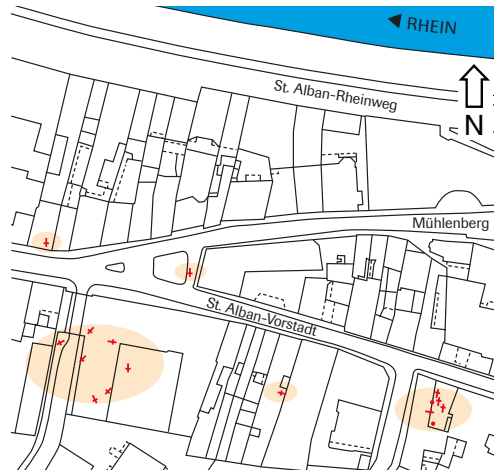 RHEIN
St. Alban-Rheinweg
N
Mühlenberg
St. Alban-Vorstadt